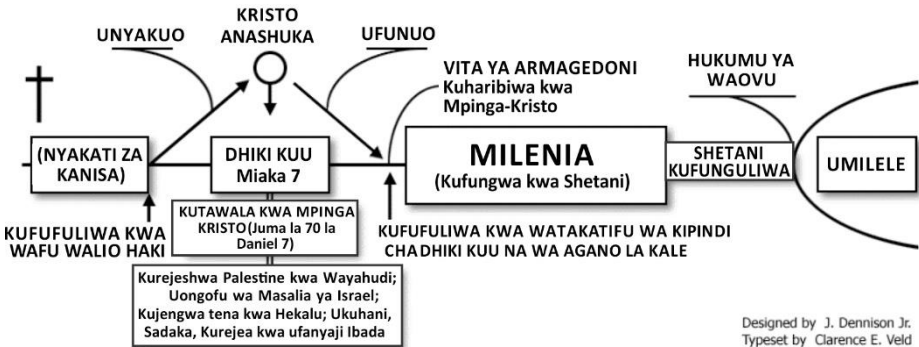 KRISTO
ANASHUKA
UNYAKUO
UFUNUO
VITA YA ARMAGEDONI
Kuharibiwa kwa
Mpinga-Kristo
HUKUMU YA
WAOVU
(NYAKATI ZA
KANISA)
DHIKI KUU
Miaka 7
MILENIA
(Kufungwa kwa Shetani)
SHETANI
KUFUNGULIWA
UMILELE
KUFUFULIWA KWA
WAFU WALIO HAKI
KUTAWALA KWA MPINGA
KRISTO(Juma la 70 la
Daniel 7)
KUFUFULIWA KWA WATAKATIFU WA KIPINDI
CHADHIKI KUU NA WA AGANO LA KALE
Kurejeshwa Palestine kwa Wayahudi;
Uongofu wa Masalia ya Israel;
Kujengwa tena kwa Hekalu; Ukuhani,
Sadaka, Kurejea kwa ufanyaji Ibada
Designed by J. Dennison Jr.
Typeset by Clarence E. Veld